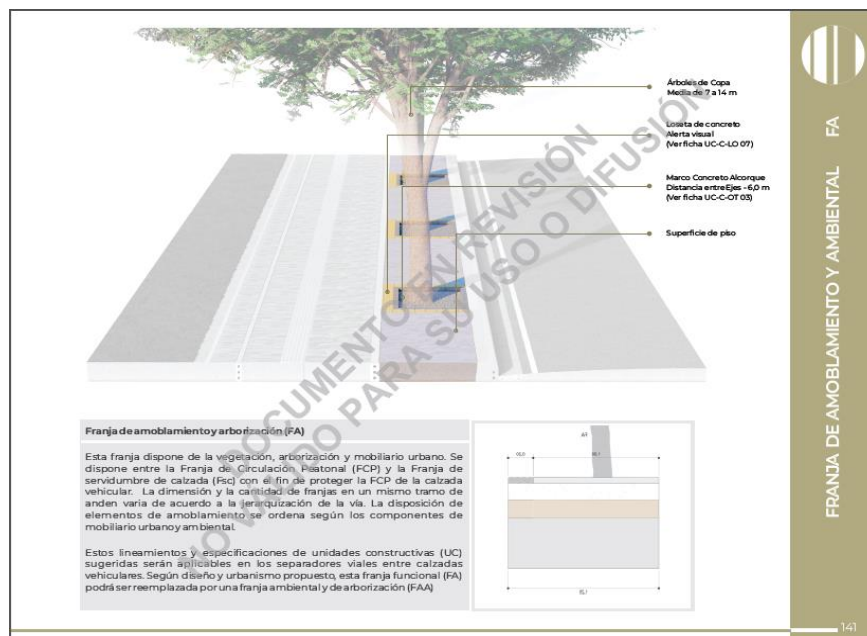 Árboles de Copa
Media de 7 a 14 m
Loseta de concreto
Alerta visual
(Ver ficha UC-C-LO 07)
Marco Concreto Alcorque
Distancia entre Ejes - 6,0 m
(Ver ficha UC-C-OT 03)
Superficie de piso
DOCUMENTO EN REVISIÓN
NO VÁLIDO PARA SU USO O DIFUSIÓN
FRANJA DE AMOBLAMIENTO Y AMBIENTAL FA
Franja de amoblamiento y arborización (FA)
Esta franja dispone de la vegetación, arborización y mobiliario urbano. Se
dispone entre la Franja de Circulación Peatonal (FCP) y la Franja de
servidumbre de calzada (Fsc) con el fin de proteger la FCP de la calzada
vehicular. La dimensión y la cantidad de franjas en un mismo tramo de
anden varia de acuerdo a la jerarquización de la vía. La disposición de
elementos de amoblamiento se ordena según los componentes de
mobiliario urbano y ambiental.
Estos lineamientos y especificaciones de unidades constructivas (UC)
sugeridas serán aplicables en los separadores viales entre calzadas
vehiculares. Según diseño y urbanismo propuesto, esta franja funcional (FA)
podrá ser reemplazada por una franja ambiental y de arborización (FAA)
141